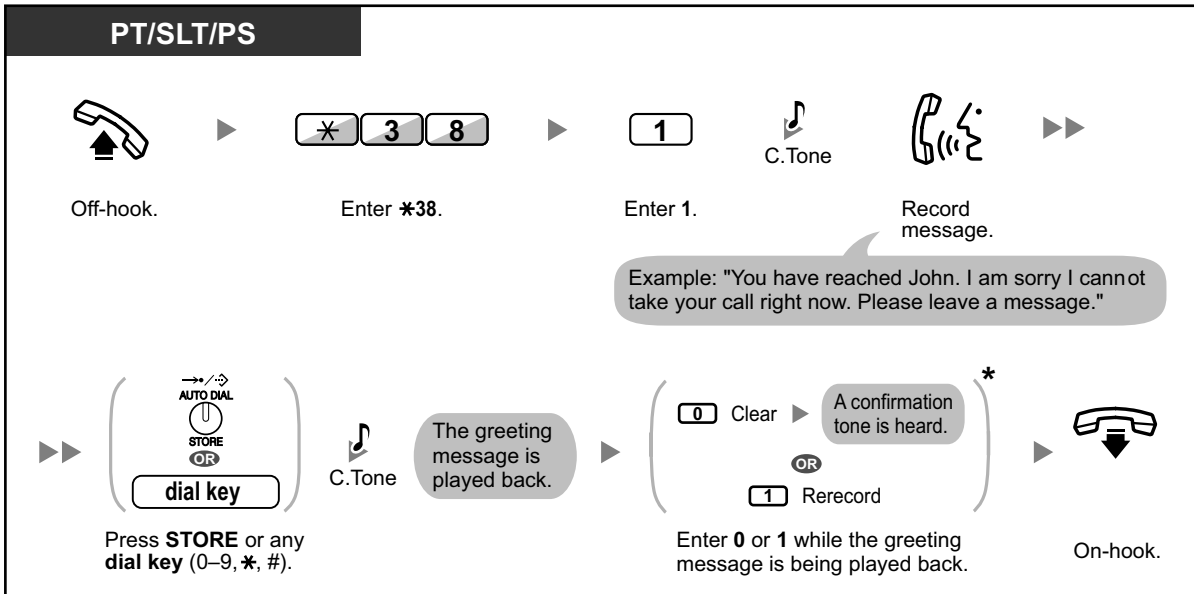 PT/SLT/PS
✳ 3 8
1
C.Tone
Off-hook.
Enter ✳38.
Enter 1.
Record
message.
Example: "You have reached John. I am sorry I cannot
take your call right now. Please leave a message."
AUTO DIAL
STORE
OR
dial key
Press STORE or any
dial key (0–9, ✳, #).
C.Tone
The greeting
message is
played back.
*
0 Clear
A confirmation
tone is heard.
OR
1 Rerecord
Enter 0 or 1 while the greeting
message is being played back.
On-hook.